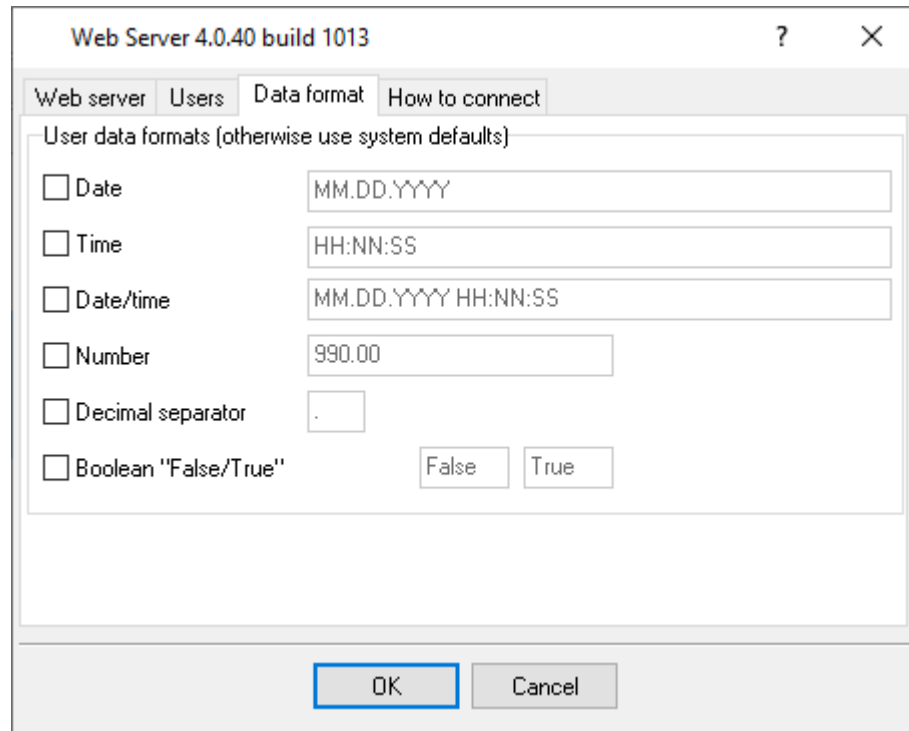 Web Server 4.0.40 build 1013 ?
Web server Users Data format How to connect
User data formats (otherwise use system defaults)
Date MM.DD.YYYY
Time HH:NN:SS
Date/time MM.DD.YYYY HH:NN:SS
Number 990.00
Decimal separator .
Boolean "False/True" False True
OK Cancel